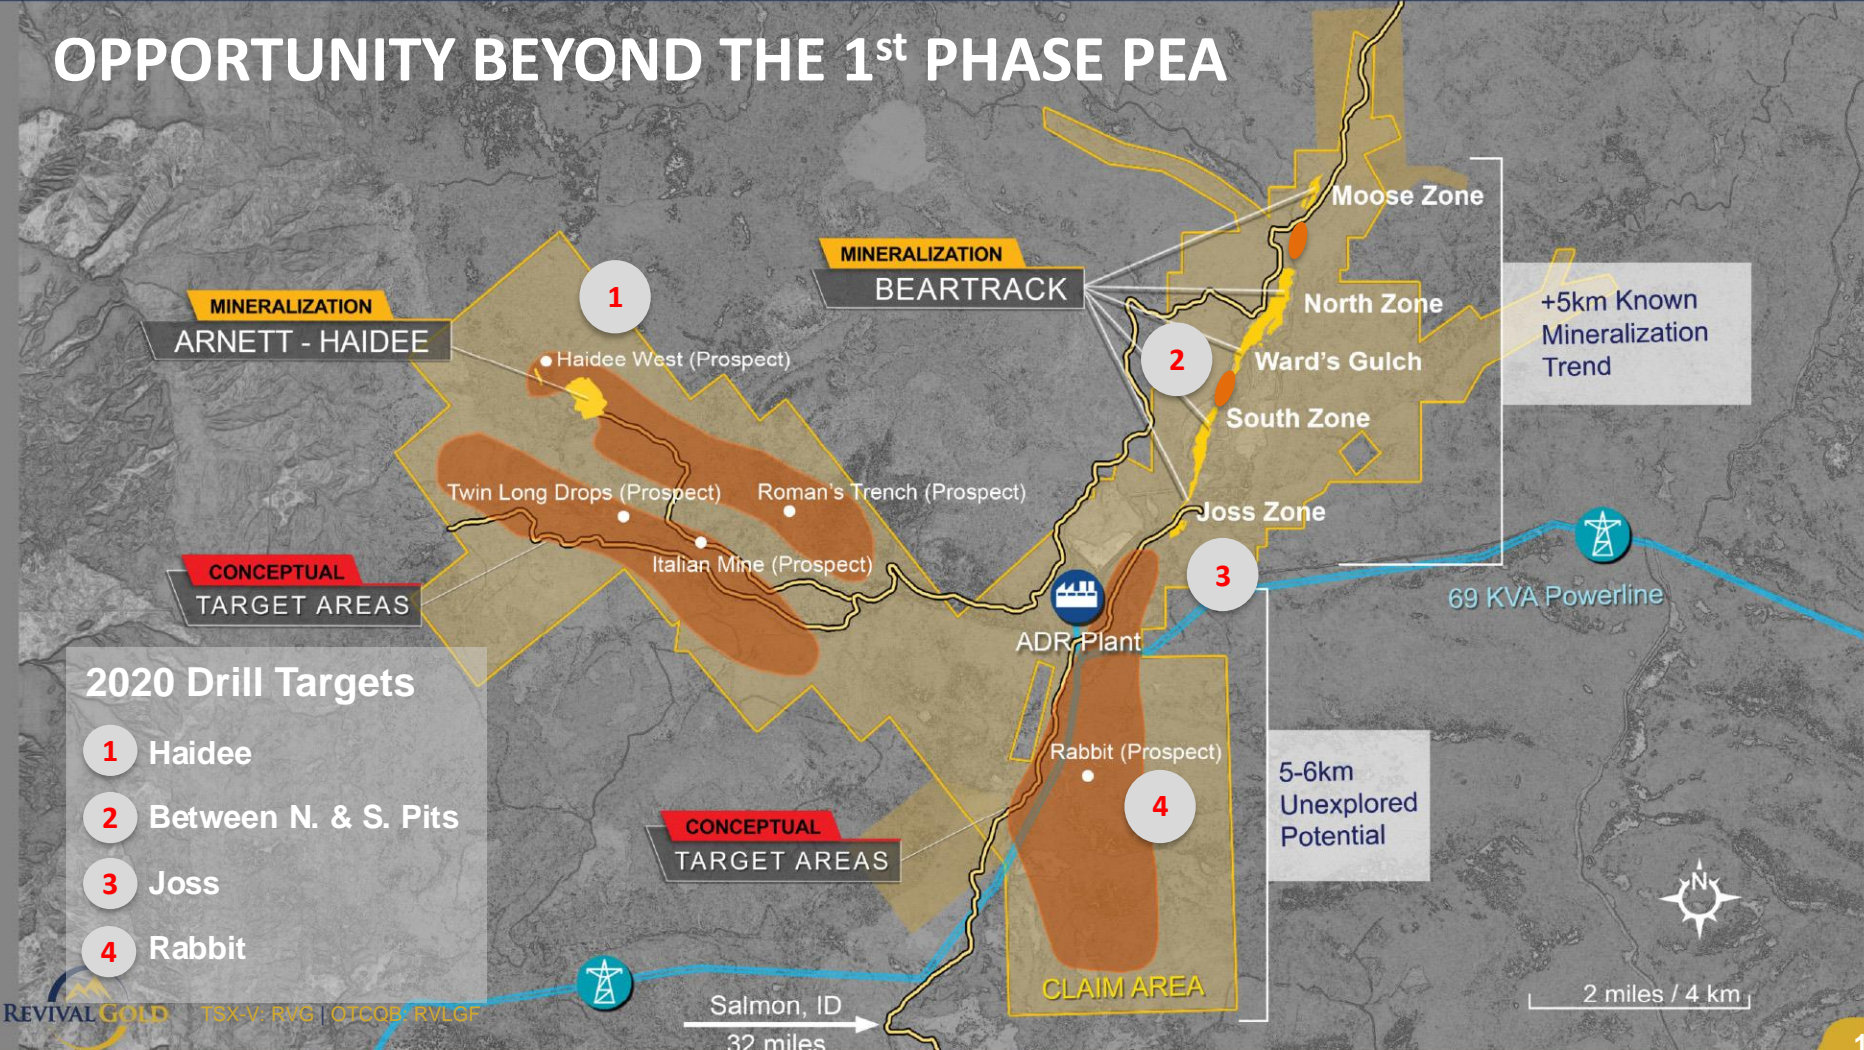 OPPORTUNITY BEYOND THE 1st PHASE PEA
Moose Zone
MINERALIZATION
BEARTRACK
MINERALIZATION
ARNETT - HAIDEE
1
North Zone
+5km Known
Mineralization
Trend
Haidee West (Prospect)
2
Ward's Gulch
South Zone
Twin Long Drops (Prospect)
Roman's Trench (Prospect)
Joss Zone
Italian Mine (Prospect)
CONCEPTUAL
TARGET AREAS
3
69 KVA Powerline
ADR Plant
2020 Drill Targets
1 Haidee
2 Between N. & S. Pits
3 Joss
4 Rabbit
Rabbit (Prospect)
4
5-6km
Unexplored
Potential
CONCEPTUAL
TARGET AREAS
N
CLAIM AREA
2 miles / 4 km
Salmon, ID
32 miles
REVIVAL GOLD
TSX-V: RVG | OTCQB: RVLGF